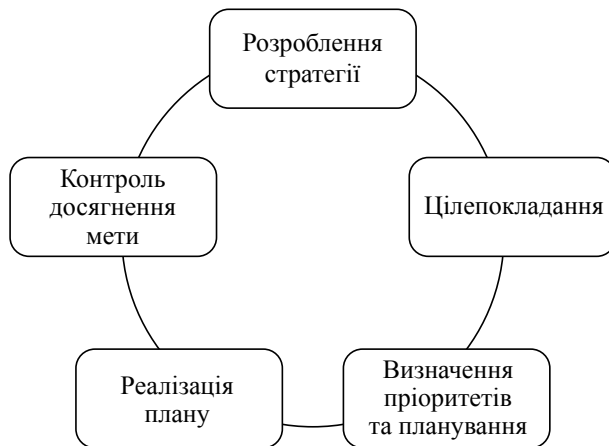 Розроблення
стратегії
Цілепокладання
Визначення
пріоритетів
та планування
Реалізація
плану
Контроль
досягнення
мети